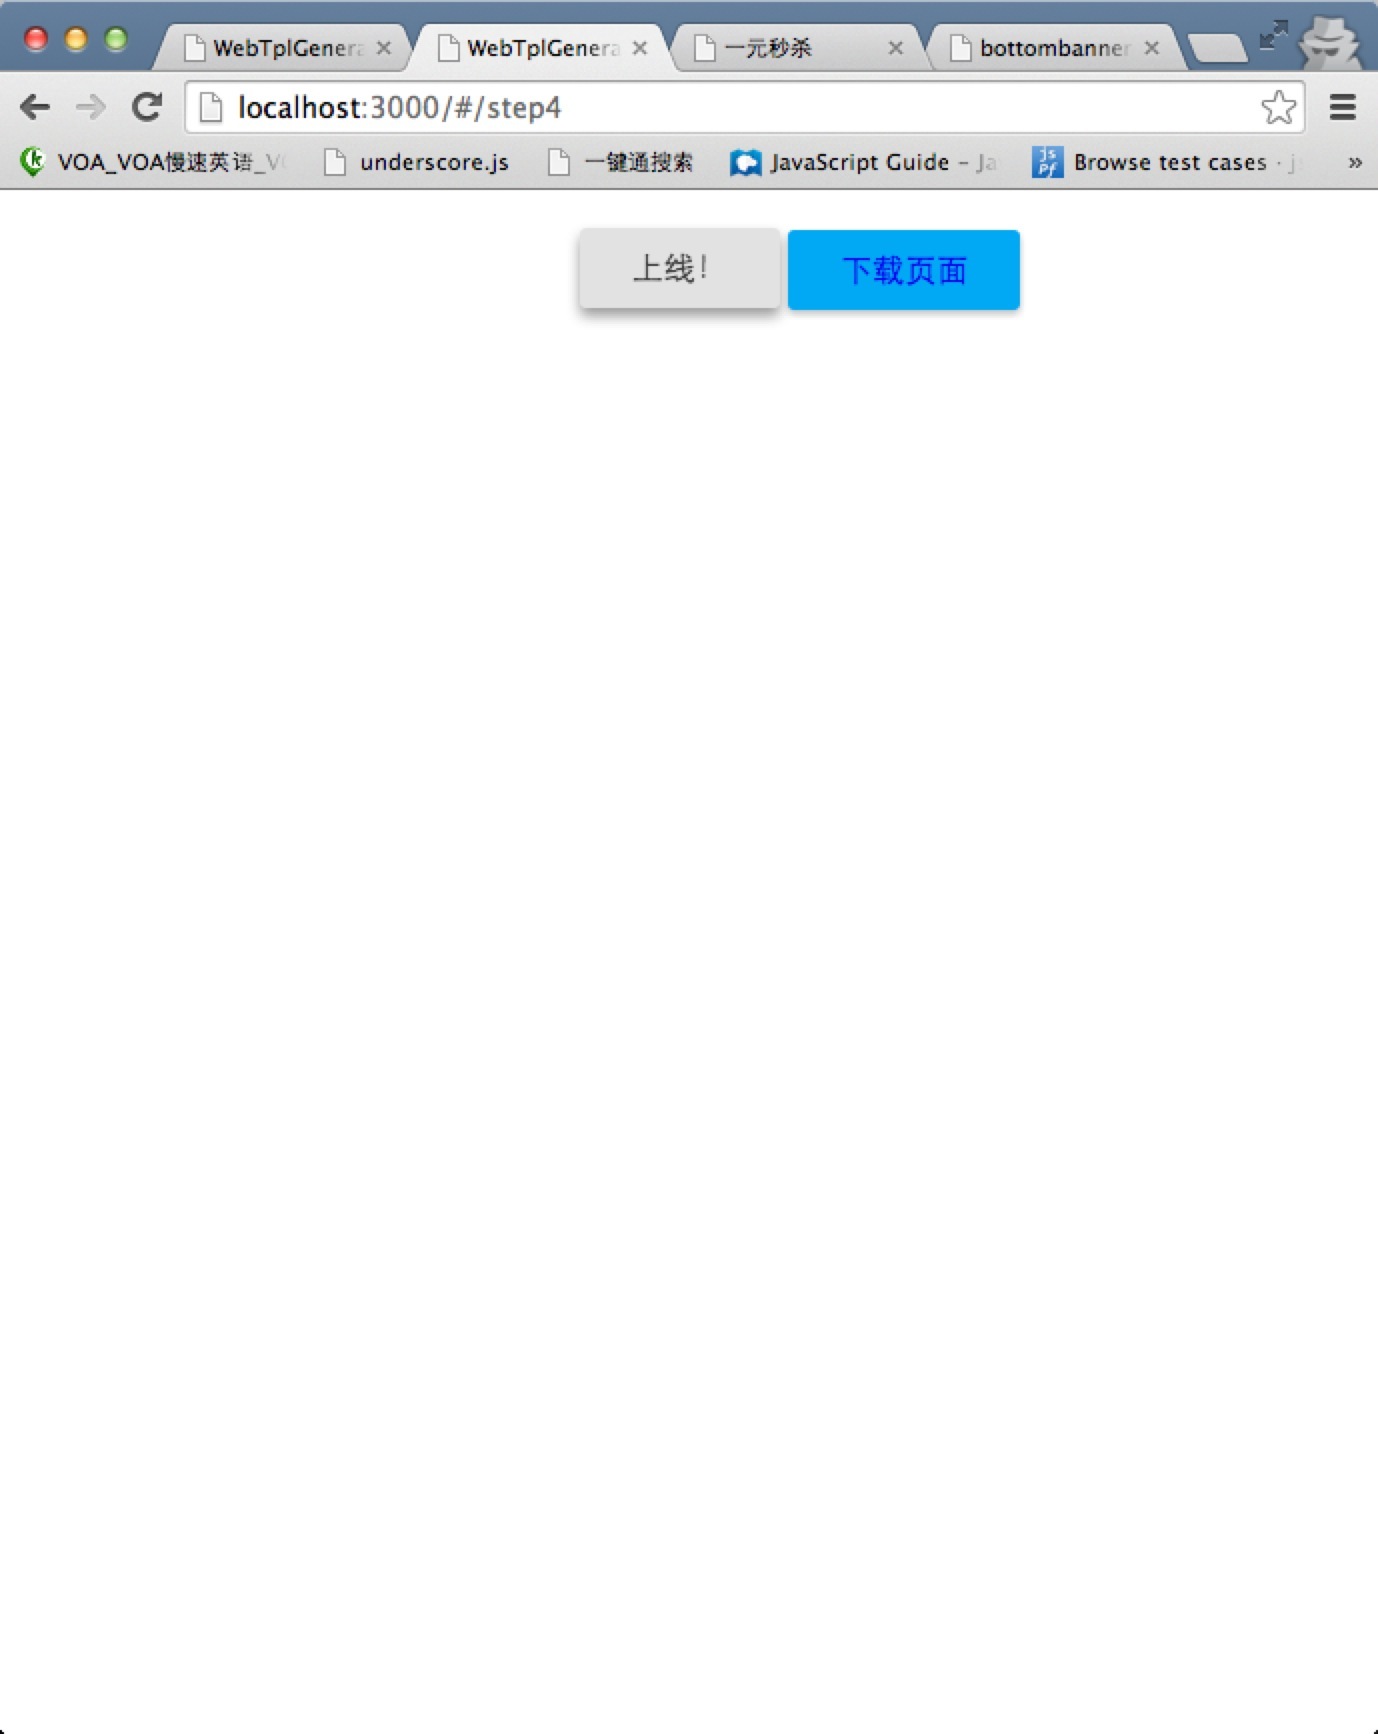 WebTplGenera
WebTplGenera
一元秒杀
bottombanner
localhost:3000/#/step4
VOA_VOA慢速英语_V
underscore.js
一键通搜索
JavaScript Guide – Ja
js
Pf
Browse test cases · j
»
上线！
下载页面